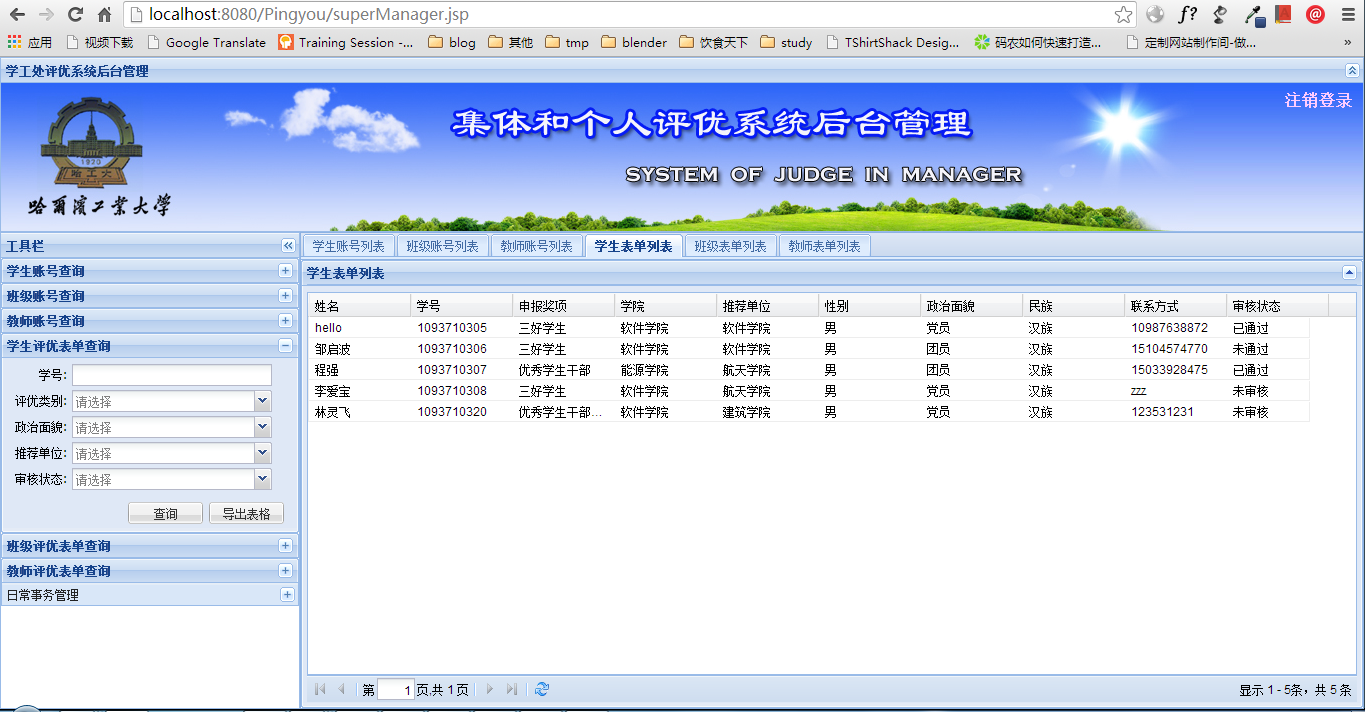 localhost:8080/Pingyou/superManager.jsp
f?
应用 视频下载 Google Translate Training Session -... blog 其他 tmp blender 饮食天下 study TShirtShack Desig... 码农如何快速打造... 定制网站制作间-做... »
学工处评优系统后台管理
注销登录
集体和个人评优系统后台管理
SYSTEM OF JUDGE IN MANAGER
1920
哈工大
哈尔滨工业大学
工具栏
学生账号查询
班级账号查询
教师账号查询
学生评优表单查询
学号:
评优类别: 请选择
政治面貌: 请选择
推荐单位: 请选择
审核状态: 请选择
查询 导出表格
班级评优表单查询
教师评优表单查询
日常事务管理
学生账号列表 班级账号列表 教师账号列表 学生表单列表 班级表单列表 教师表单列表
学生表单列表
姓名 学号 申报奖项 学院 推荐单位 性别 政治面貌 民族 联系方式 审核状态
hello 1093710305 三好学生 软件学院 软件学院 男 党员 汉族 10987638872 已通过
邹启波 1093710306 三好学生 软件学院 软件学院 男 团员 汉族 15104574770 未通过
程强 1093710307 优秀学生干部 能源学院 航天学院 男 团员 汉族 15033928475 已通过
李爱宝 1093710308 三好学生 软件学院 航天学院 男 党员 汉族 zzz 未审核
林灵飞 1093710320 优秀学生干部... 软件学院 建筑学院 男 党员 汉族 123531231 未审核
第 1 页,共 1 页
显示 1 - 5条，共 5 条